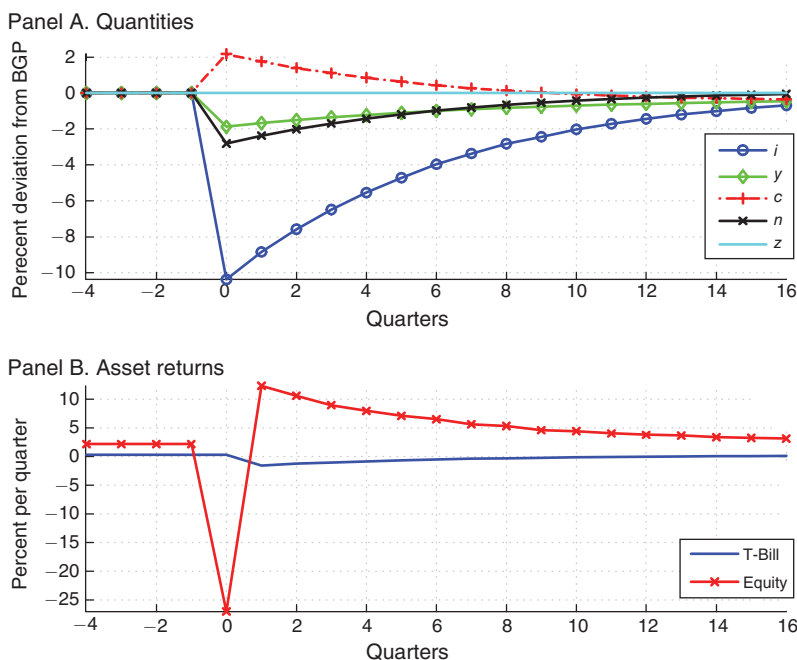 Panel A. Quantities
Perecent deviation from BGP
2
0
−2
−4
−6
−8
−10
i
y
c
n
z
−4 −2 0 2 4 6 8 10 12 14 16
Quarters
Panel B. Asset returns
Percent per quarter
10
5
0
−5
−10
−15
−20
−25
T-Bill
Equity
−4 −2 0 2 4 6 8 10 12 14 16
Quarters